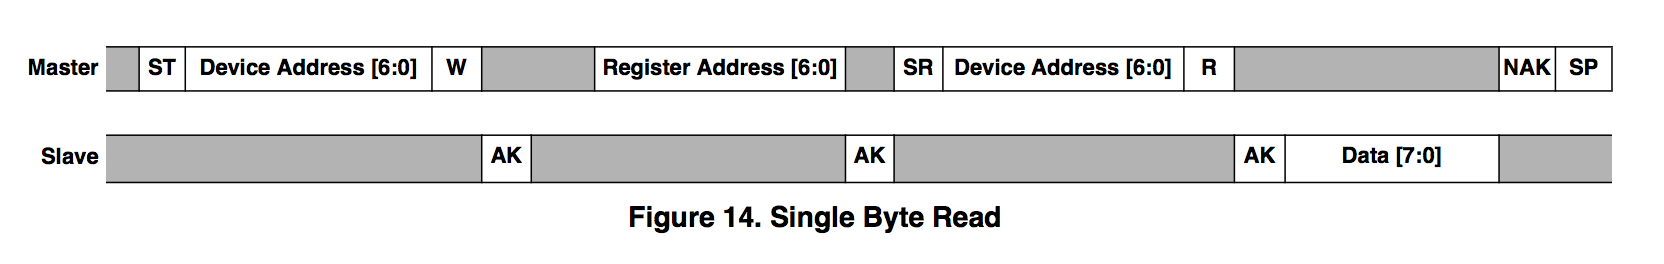 Master ST Device Address [6:0] W Register Address [6:0] SR Device Address [6:0] R NAK SP
Slave AK AK AK Data [7:0]
Figure 14. Single Byte Read